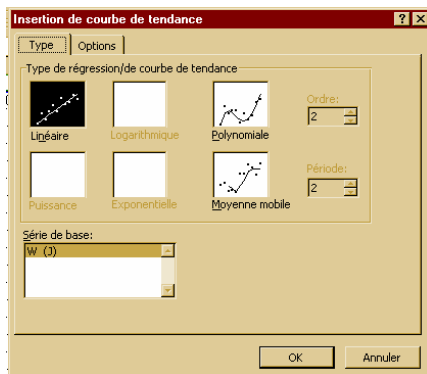 Insertion de courbe de tendance
Type Options
Type de régression/de courbe de tendance
Linéaire Logarithmique Polynomiale Ordre:
2
Puissance Exponentielle Moyenne mobile Période:
2
Série de base:
W (J)
OK Annuler